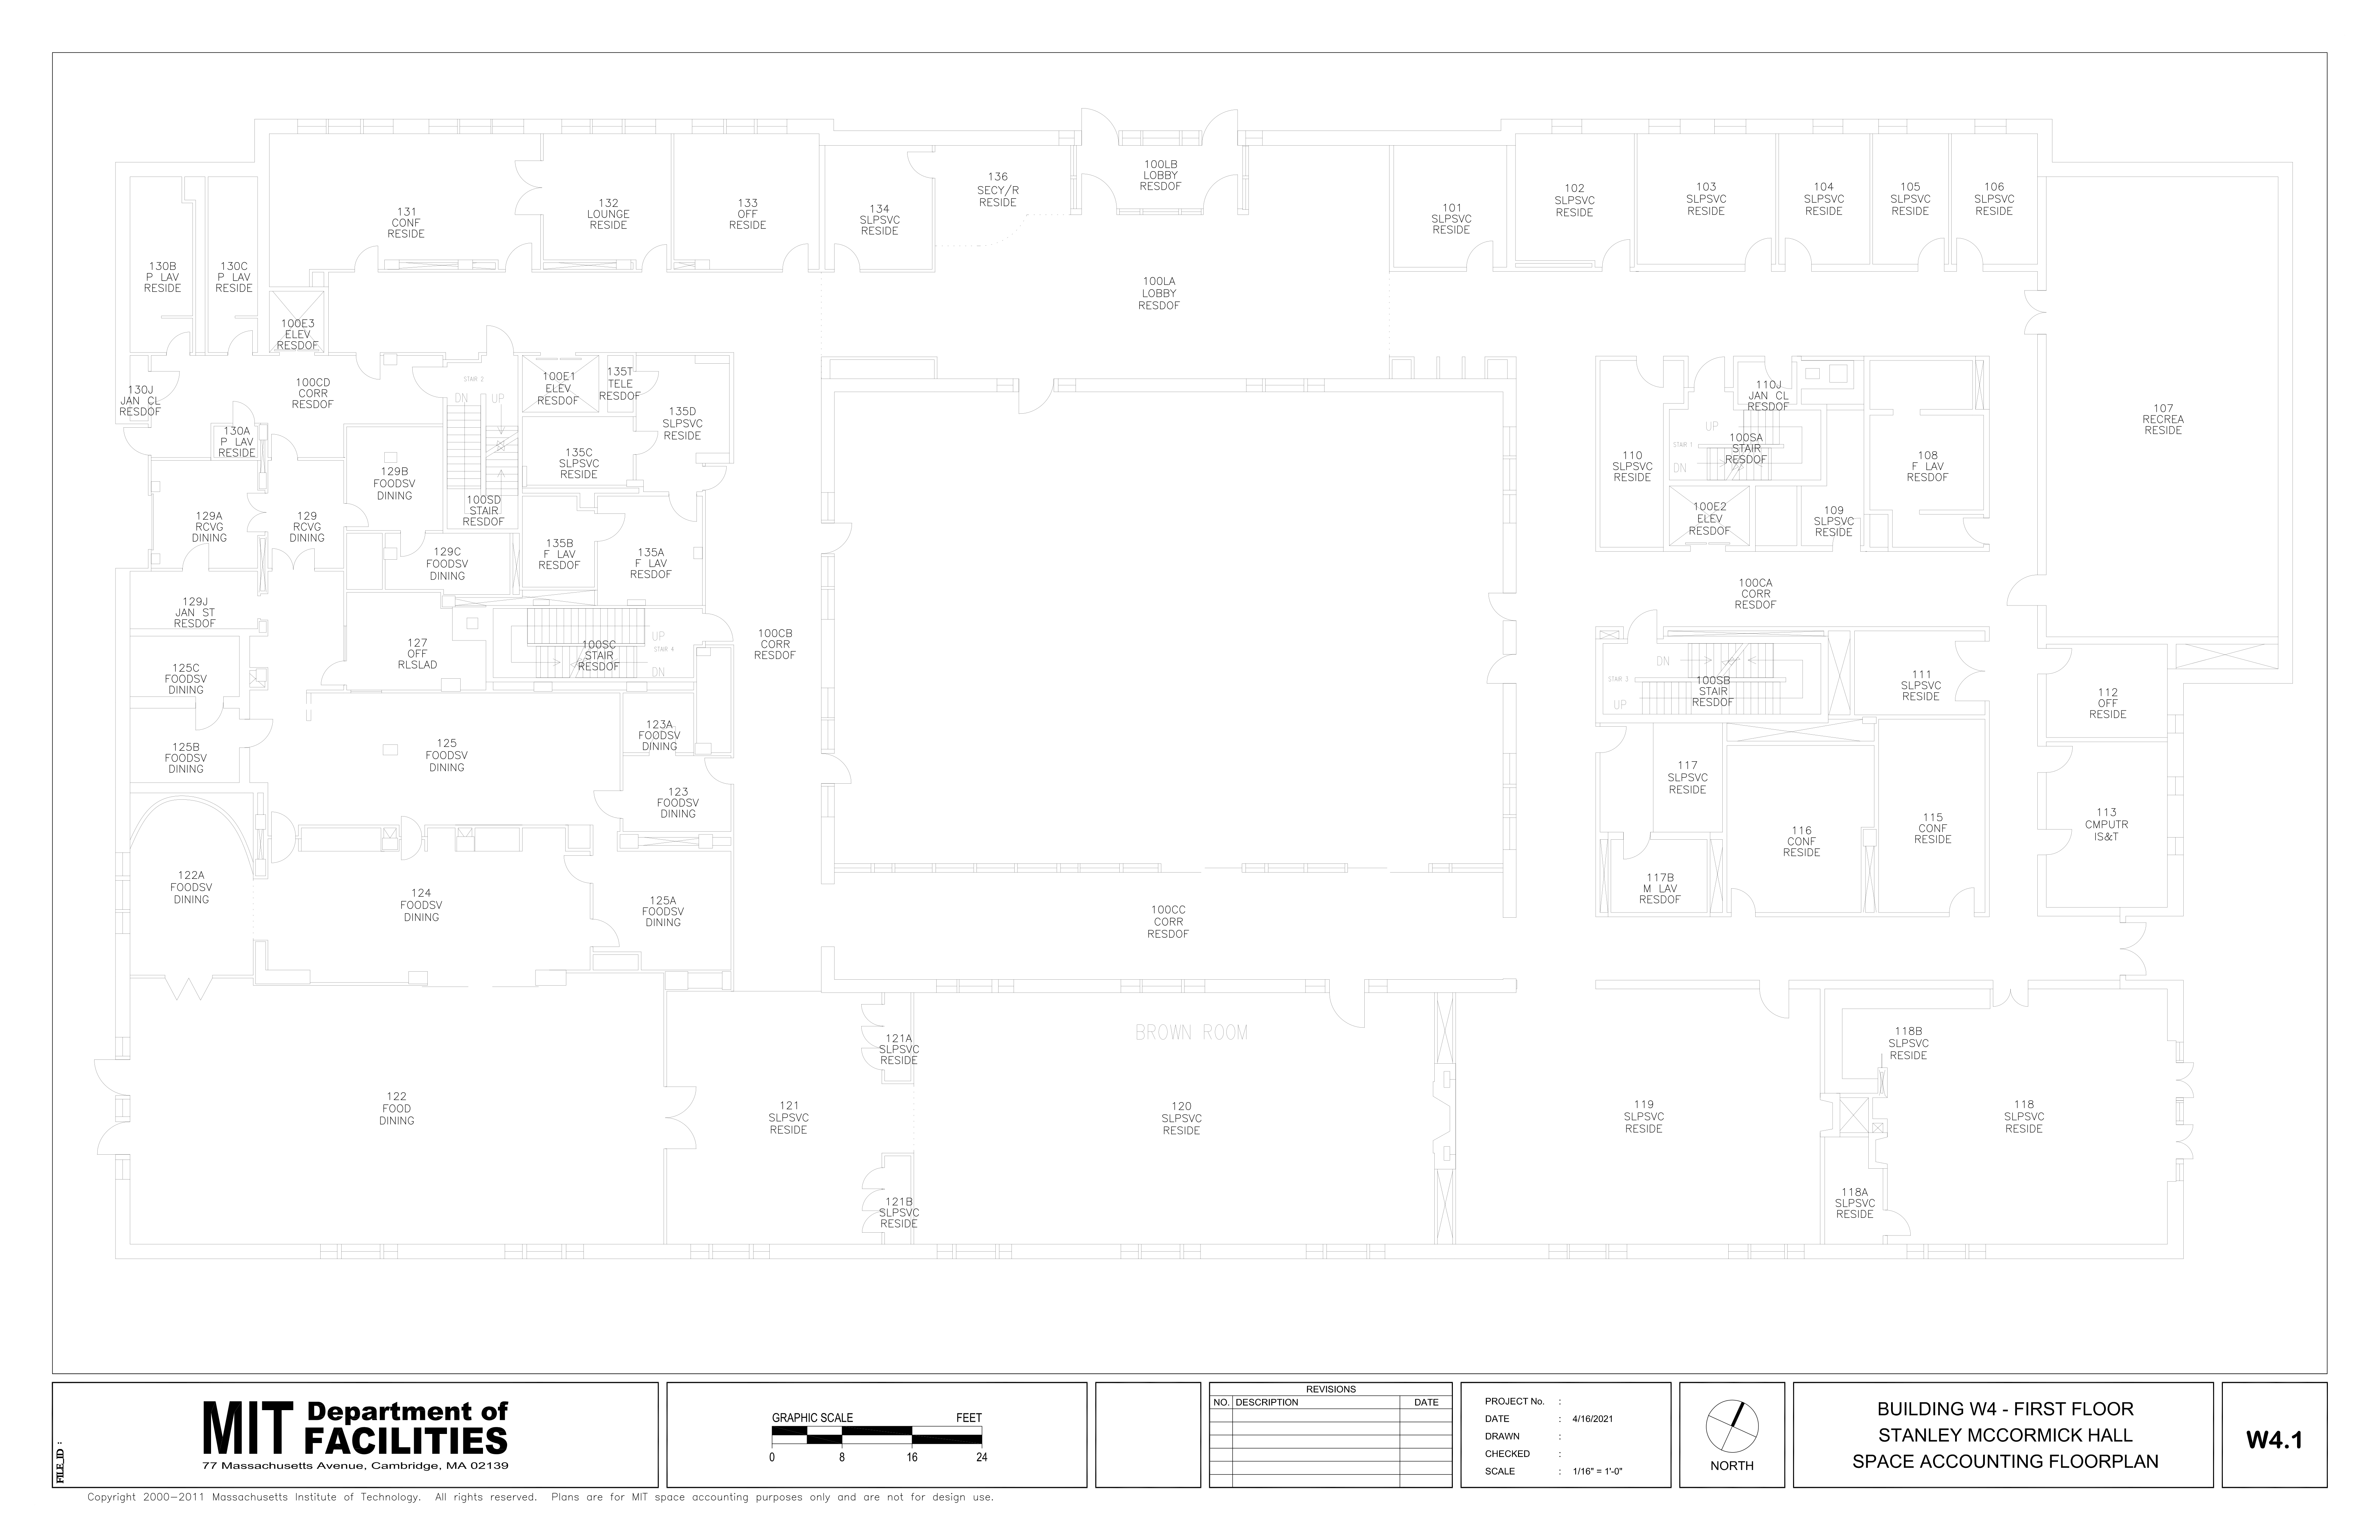 100LB
LOBBY
RESDOF
136
SECY/R
RESIDE
131
CONF
RESIDE
132
LOUNGE
RESIDE
133
OFF
RESIDE
134
SLPSVC
RESIDE
101
SLPSVC
RESIDE
102
SLPSVC
RESIDE
103
SLPSVC
RESIDE
104
SLPSVC
RESIDE
105
SLPSVC
RESIDE
106
SLPSVC
RESIDE
130B
P LAV
RESIDE
130C
P LAV
RESIDE
100LA
LOBBY
RESDOF
100E3
ELEV
RESDOF
130J
JAN CL
RESDOF
100CD
CORR
RESDOF
STAIR 2
DN
UP
100E1
ELEV
RESDOF
135T
TELE
RESDOF
135D
SLPSVC
RESIDE
130A
P LAV
RESIDE
129B
FOODSV
DINING
135C
SLPSVC
RESIDE
100SD
STAIR
RESDOF
129A
RCVG
DINING
129
RCVG
DINING
129C
FOODSV
DINING
135B
F LAV
RESDOF
135A
F LAV
RESDOF
110J
JAN CL
RESDOF
UP
STAIR 1
DN
100SA
STAIR
RESDOF
110
SLPSVC
RESIDE
108
F LAV
RESDOF
107
RECREA
RESIDE
100E2
ELEV
RESDOF
109
SLPSVC
RESIDE
100CA
CORR
RESDOF
129J
JAN ST
RESDOF
127
OFF
RLSLAD
100SC
STAIR
RESDOF
UP
STAIR 4
DN
100CB
CORR
RESDOF
125C
FOODSV
DINING
DN
STAIR 3
UP
100SB
STAIR
RESDOF
111
SLPSVC
RESIDE
112
OFF
RESIDE
125B
FOODSV
DINING
125
FOODSV
DINING
123A
FOODSV
DINING
123
FOODSV
DINING
117
SLPSVC
RESIDE
116
CONF
RESIDE
115
CONF
RESIDE
113
CMPUTR
IS&T
122A
FOODSV
DINING
124
FOODSV
DINING
125A
FOODSV
DINING
117B
M LAV
RESDOF
100CC
CORR
RESDOF
BROWN ROOM
121A
SLPSVC
RESIDE
118B
SLPSVC
RESIDE
122
FOOD
DINING
121
SLPSVC
RESIDE
120
SLPSVC
RESIDE
119
SLPSVC
RESIDE
118
SLPSVC
RESIDE
121B
SLPSVC
RESIDE
118A
SLPSVC
RESIDE
FILE_ID :
MIT Department of FACILITIES
77 Massachusetts Avenue, Cambridge, MA 02139
GRAPHIC SCALE FEET
0 8 16 24
REVISIONS
NO. DESCRIPTION DATE
PROJECT No. :
DATE : 4/16/2021
DRAWN :
CHECKED :
SCALE : 1/16" = 1'-0"
NORTH
BUILDING W4 - FIRST FLOOR
STANLEY MCCORMICK HALL
SPACE ACCOUNTING FLOORPLAN
W4.1
Copyright 2000-2011 Massachusetts Institute of Technology. All rights reserved. Plans are for MIT space accounting purposes only and are not for design use.